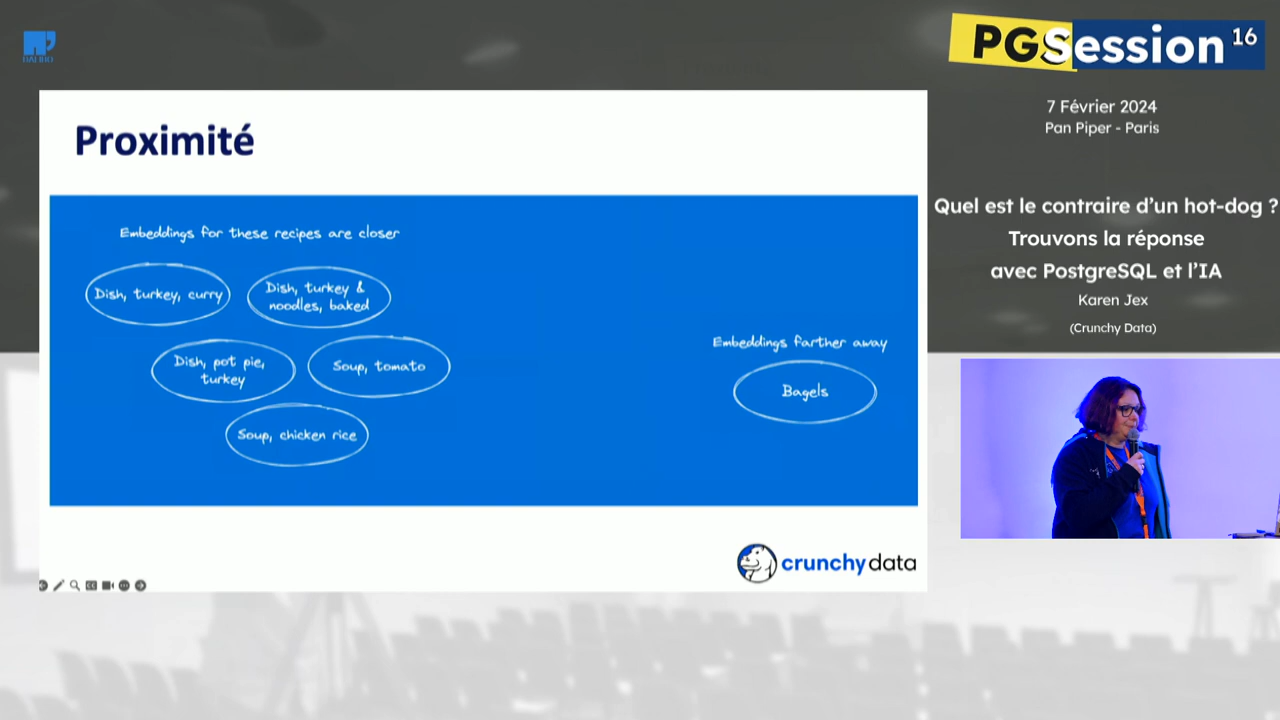 DALIBO
PGSession 16
7 Février 2024
Pan Piper - Paris
Quel est le contraire d’un hot-dog ?
Trouvons la réponse
avec PostgreSQL et l’IA
Karen Jex
(Crunchy Data)
Proximité
Embeddings for these recipes are closer
Dish, turkey, curry
Dish, turkey &
noodles, baked
Dish, pot pie,
turkey
Soup, tomato
Soup, chicken rice
Embeddings farther away
Bagels
crunchydata